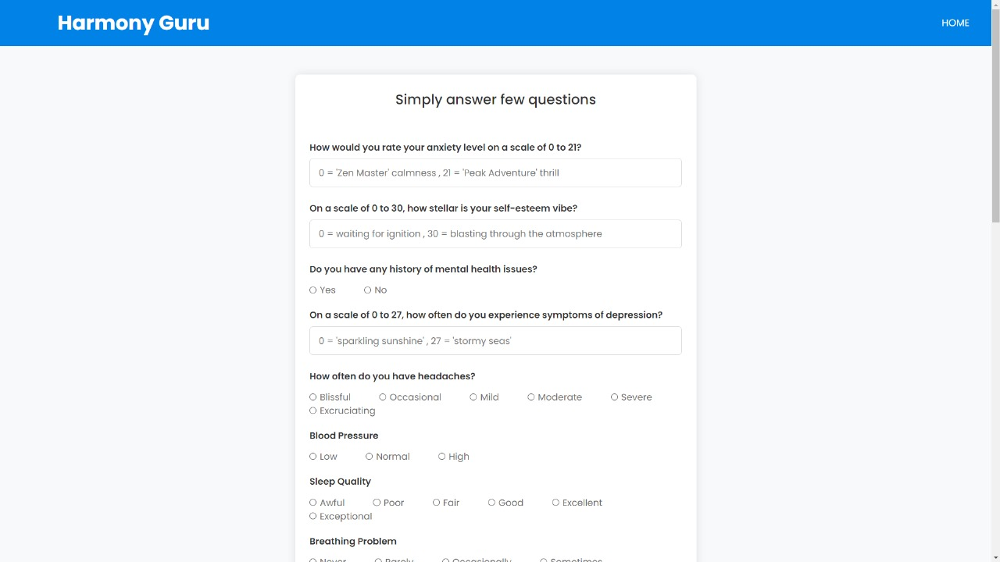 Harmony Guru
HOME
Simply answer few questions
How would you rate your anxiety level on a scale of 0 to 21?
0 = 'Zen Master' calmness , 21 = 'Peak Adventure' thrill
On a scale of 0 to 30, how stellar is your self-esteem vibe?
0 = waiting for ignition , 30 = blasting through the atmosphere
Do you have any history of mental health issues?
Yes No
On a scale of 0 to 27, how often do you experience symptoms of depression?
0 = 'sparkling sunshine' , 27 = 'stormy seas'
How often do you have headaches?
Blissful Occasional Mild Moderate Severe
Excruciating
Blood Pressure
Low Normal High
Sleep Quality
Awful Poor Fair Good Excellent
Exceptional
Breathing Problem
Never Rarely Occasionally Sometimes